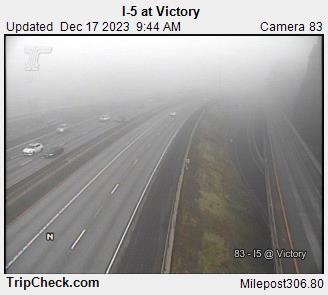 I-5 at Victory
Updated Dec 17 2023 9:44 AM Camera 83
N
83 - I5 @ Victory
TripCheck.com Milepost306.80